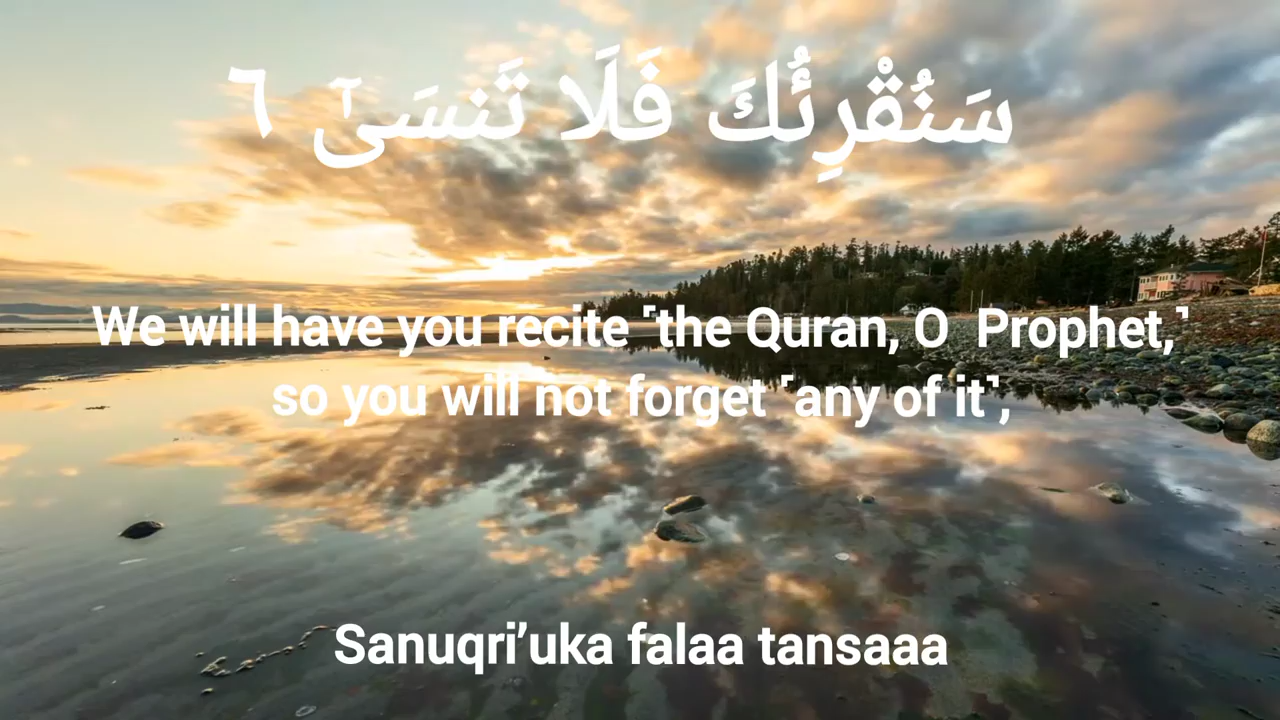 سَنُقْرِئُكَ فَلَا تَنسَىٰٓ ٦
We will have you recite ˹the Quran, O Prophet,˺
so you will not forget ˹any of it˺,
Sanuqri’uka falaa tansaaa